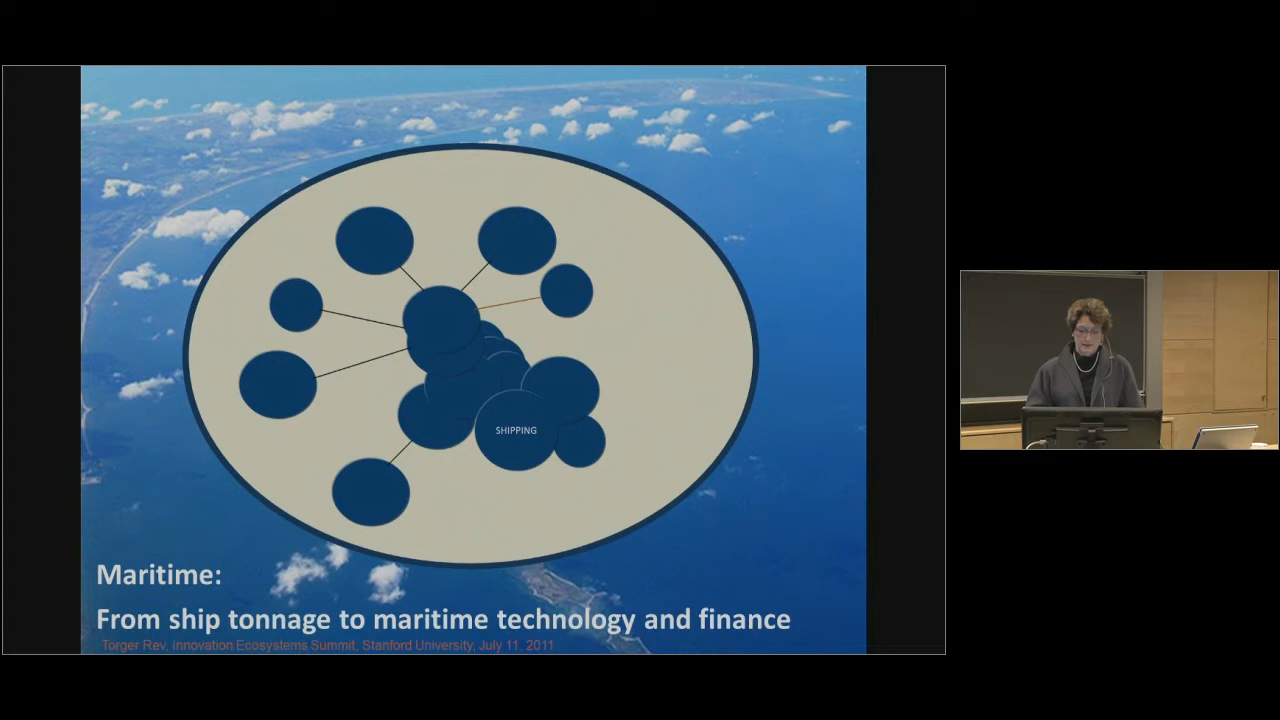 SHIPPING
Maritime:
From ship tonnage to maritime technology and finance
Torger Rev, Innovation Ecosystems Summit, Stanford University, July 11, 2011